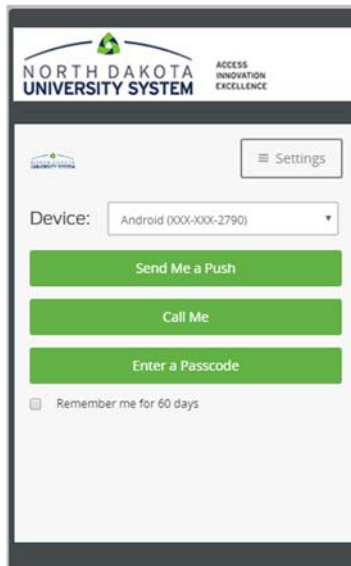 NORTH DAKOTA
UNIVERSITY SYSTEM
ACCESS
INNOVATION
EXCELLENCE
≡ Settings
Device:
Android (XXX-XXX-2790)
Send Me a Push
Call Me
Enter a Passcode
Remember me for 60 days